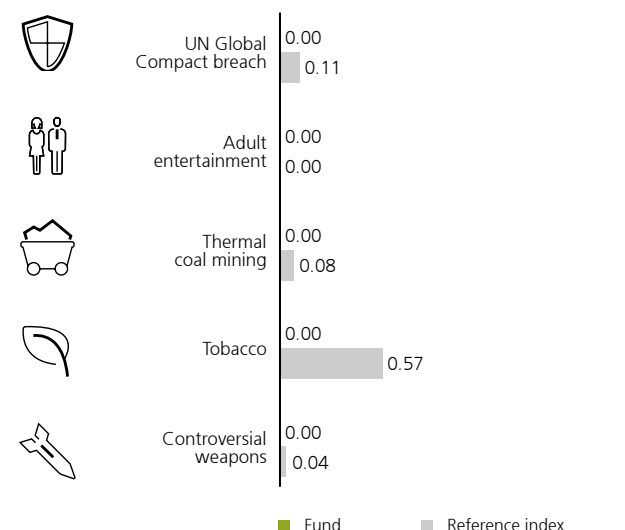 0.00
UN Global
Compact breach
0.11
0.00
Adult
entertainment
0.00
0.00
Thermal
coal mining
0.08
0.00
Tobacco
0.57
0.00
Controversial
weapons
0.04
Fund
Reference index